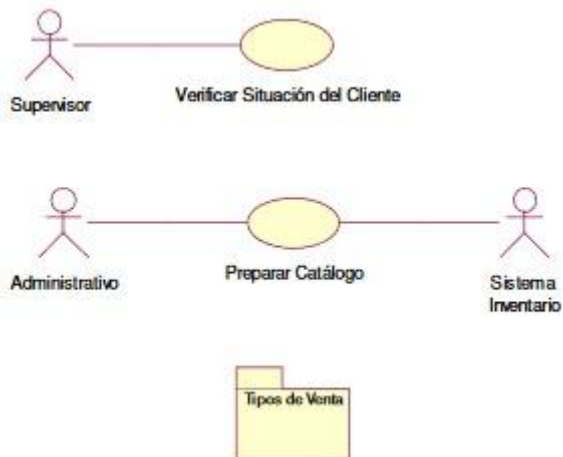 Supervisor
Verificar Situación del Cliente
Administrativo
Preparar Catálogo
Sistema
Inventario
Tipos de Venta